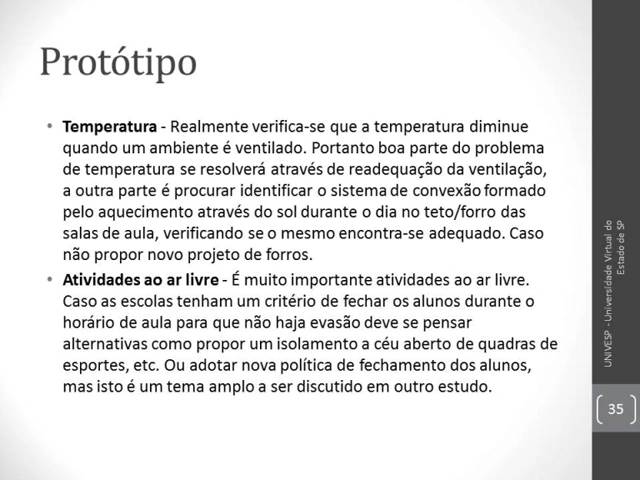 Protótipo
• Temperatura - Realmente verifica-se que a temperatura diminue
quando um ambiente é ventilado. Portanto boa parte do problema
de temperatura se resolverá através de readequação da ventilação,
a outra parte é procurar identificar o sistema de convexão formado
pelo aquecimento através do sol durante o dia no teto/forro das
salas de aula, verificando se o mesmo encontra-se adequado. Caso
não propor novo projeto de forros.
• Atividades ao ar livre - É muito importante atividades ao ar livre.
Caso as escolas tenham um critério de fechar os alunos durante o
horário de aula para que não haja evasão deve se pensar
alternativas como propor um isolamento a céu aberto de quadras de
esportes, etc. Ou adotar nova política de fechamento dos alunos,
mas isto é um tema amplo a ser discutido em outro estudo.
UNIVESP - Universidade Virtual do
Estado de SP
35